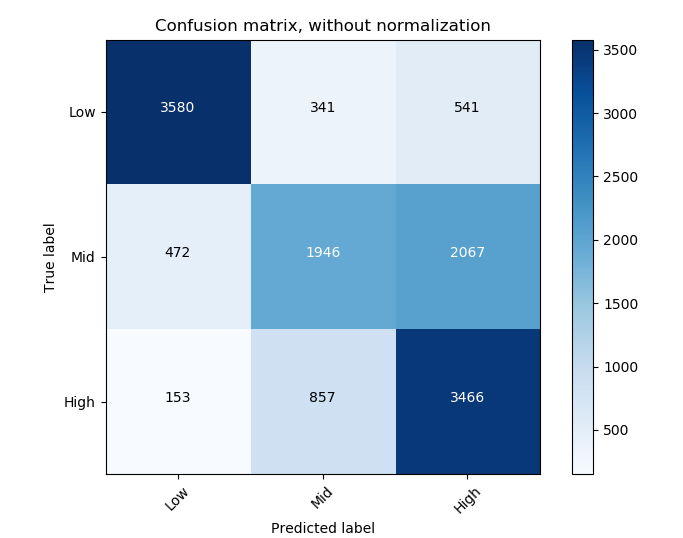 Confusion matrix, without normalization
3580 341 541
472 1946 2067
153 857 3466
Low
Mid
High
True label
Low
Mid
High
Predicted label
3500
3000
2500
2000
1500
1000
500